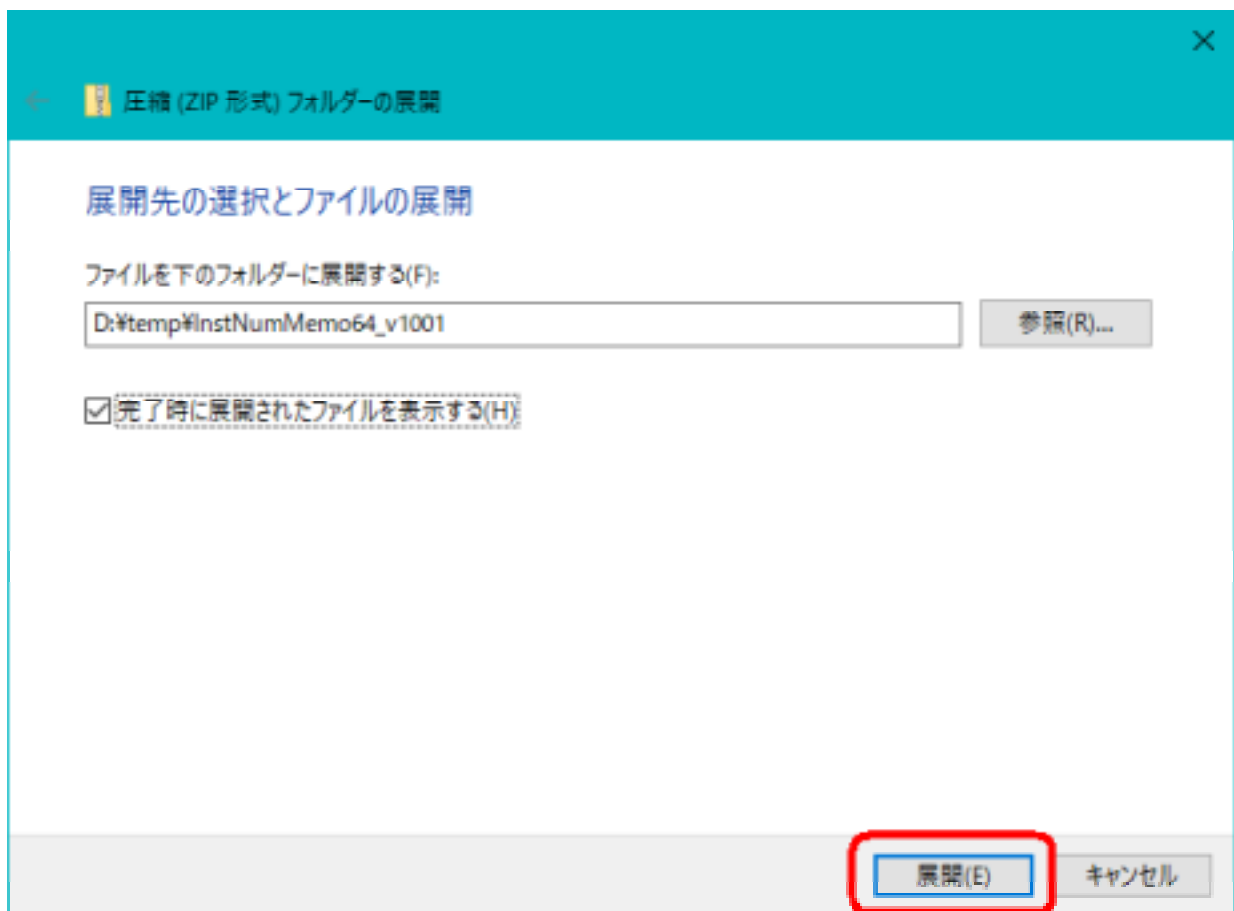 圧縮 (ZIP 形式) フォルダーの展開
展開先の選択とファイルの展開
ファイルを下のフォルダーに展開する(F):
D:¥temp¥InstNumMemo64_v1001
参照(R)...
完了時に展開されたファイルを表示する(H)
展開(E)
キャンセル